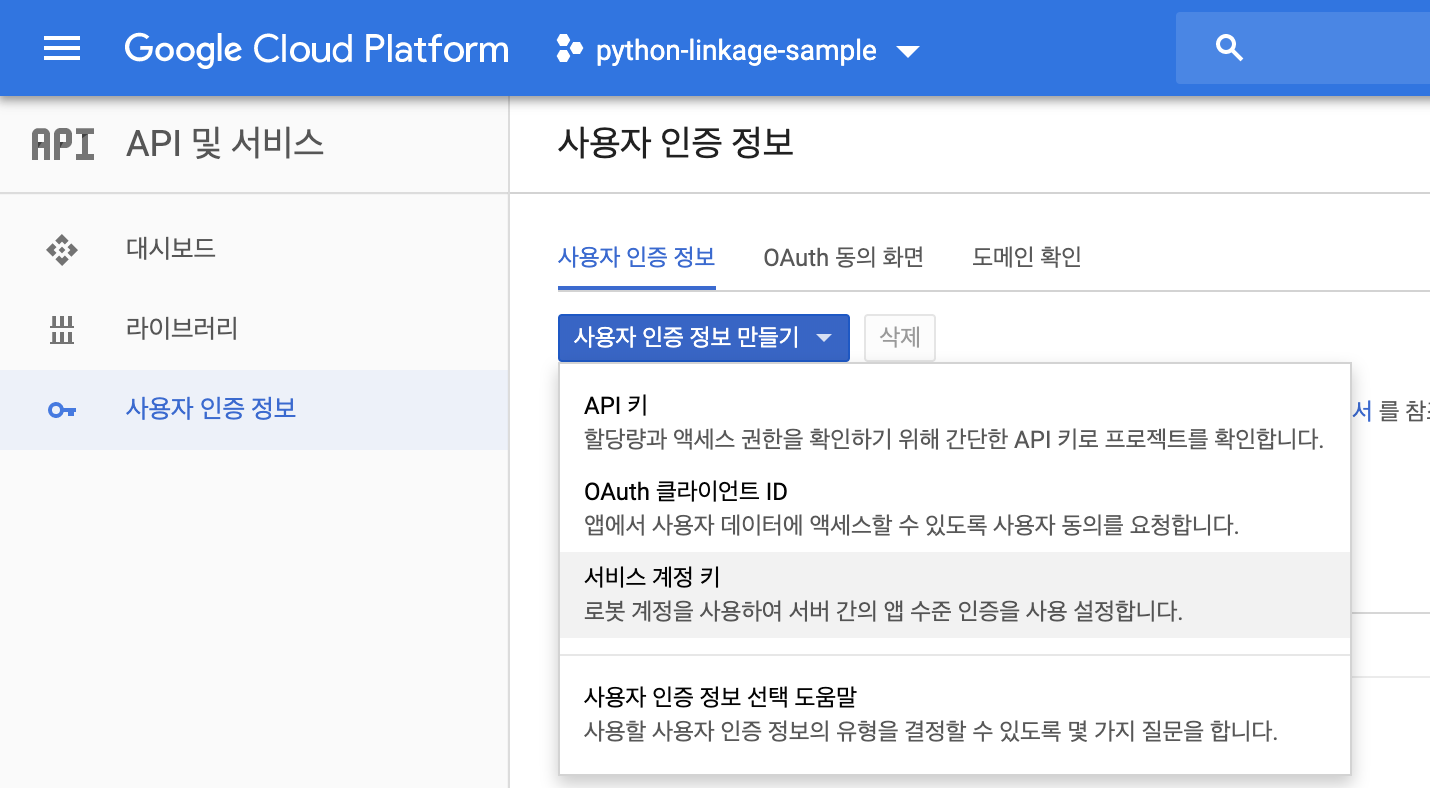 Google Cloud Platform
python-linkage-sample
API API 및 서비스
대시보드
라이브러리
사용자 인증 정보
사용자 인증 정보
사용자 인증 정보 OAuth 동의 화면 도메인 확인
사용자 인증 정보 만들기 삭제
API 키
할당량과 액세스 권한을 확인하기 위해 간단한 API 키로 프로젝트를 확인합니다.
서 를 참
OAuth 클라이언트 ID
앱에서 사용자 데이터에 액세스할 수 있도록 사용자 동의를 요청합니다.
서비스 계정 키
로봇 계정을 사용하여 서버 간의 앱 수준 인증을 사용 설정합니다.
사용자 인증 정보 선택 도움말
사용할 사용자 인증 정보의 유형을 결정할 수 있도록 몇 가지 질문을 합니다.